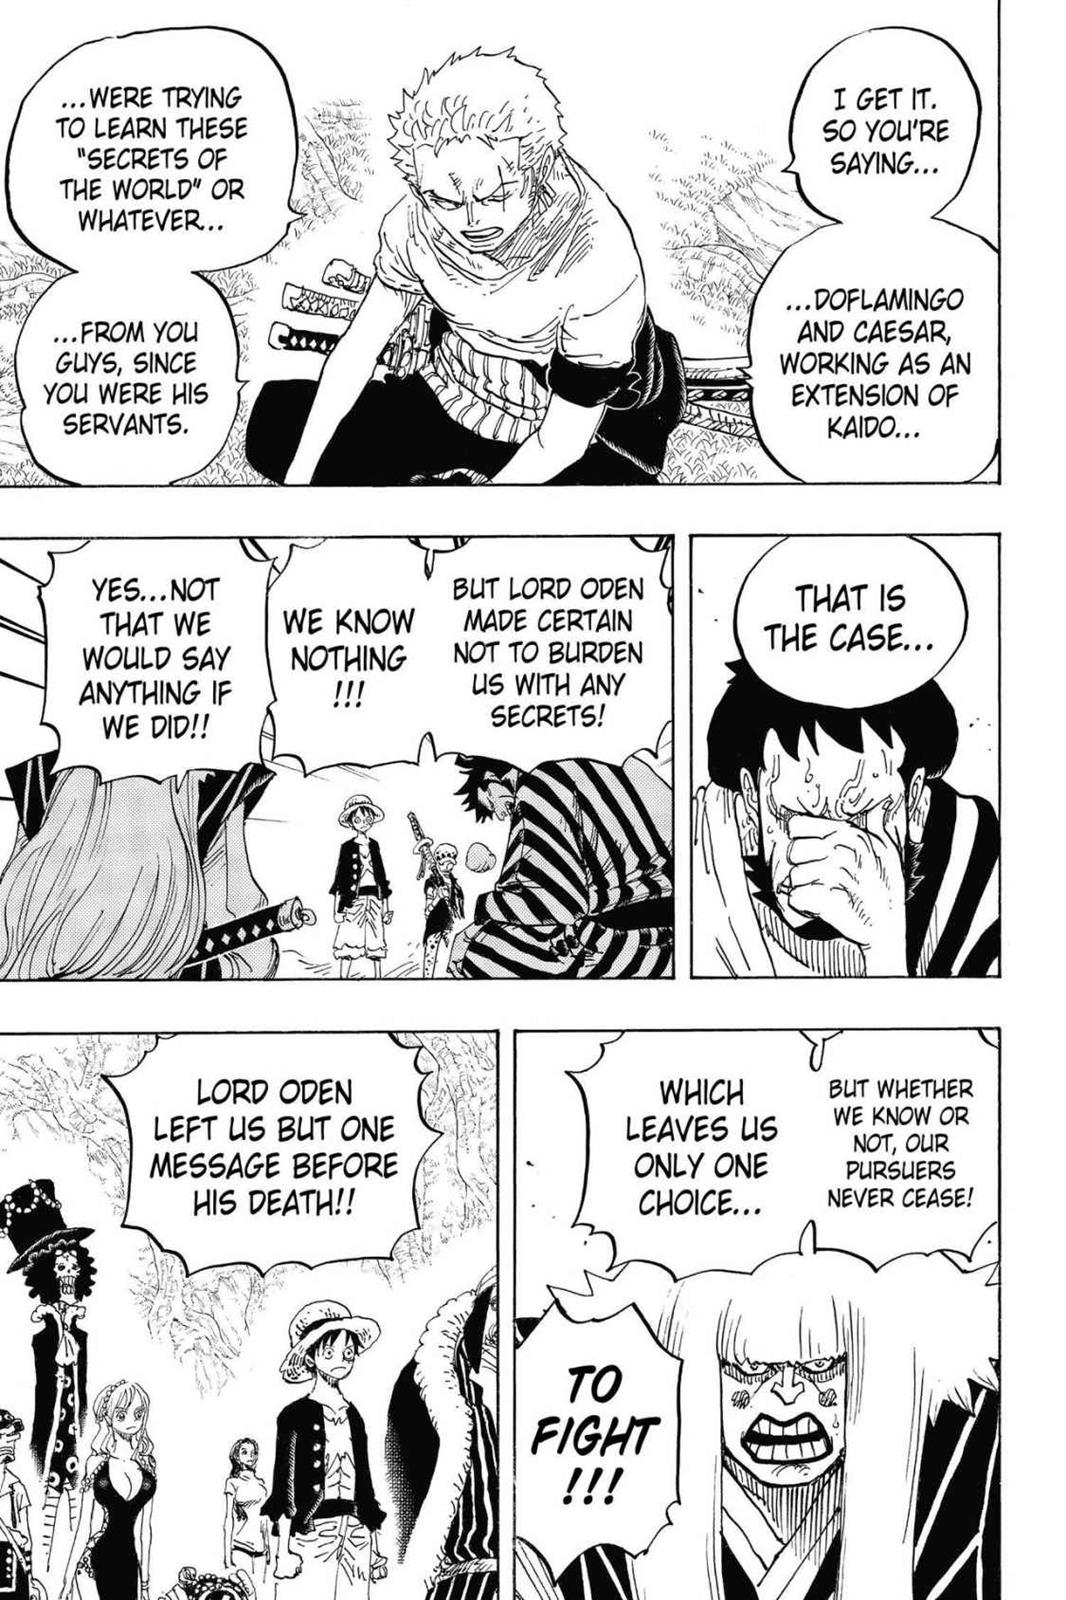 I GET IT.
SO YOU'RE
SAYING...
...DOFLAMINGO
AND CAESAR,
WORKING AS AN
EXTENSION OF
KAIDO...
...WERE TRYING
TO LEARN THESE
"SECRETS OF
THE WORLD" OR
WHATEVER...
...FROM YOU
GUYS, SINCE
YOU WERE HIS
SERVANTS.
THAT IS
THE CASE...
BUT LORD ODEN
MADE CERTAIN
NOT TO BURDEN
US WITH ANY
SECRETS!
WE KNOW
NOTHING
!!!
YES...NOT
THAT WE
WOULD SAY
ANYTHING IF
WE DID!!
BUT WHETHER
WE KNOW OR
NOT, OUR
PURSUERS
NEVER CEASE!
WHICH
LEAVES US
ONLY ONE
CHOICE...
TO
FIGHT
!!!
LORD ODEN
LEFT US BUT ONE
MESSAGE BEFORE
HIS DEATH!!